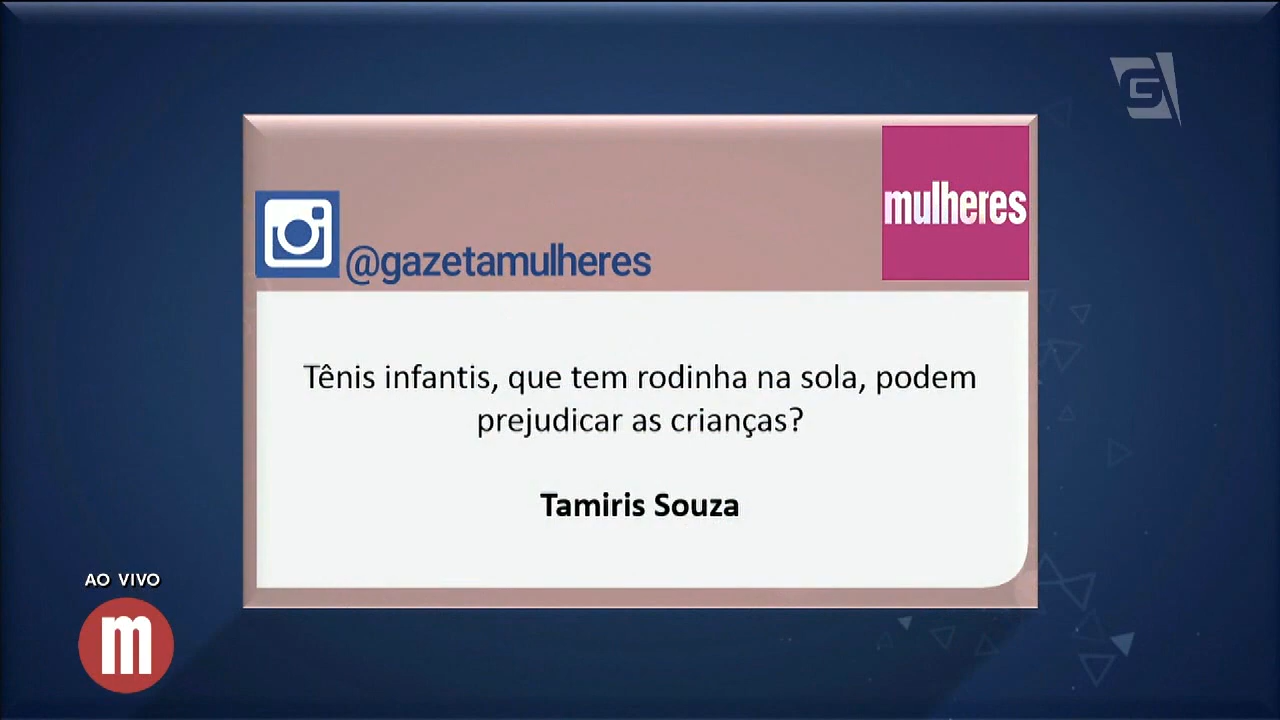 mulheres
@gazetamulheres
Tênis infantis, que tem rodinha na sola, podem
prejudicar as crianças?
Tamiris Souza
AO VIVO
m
G